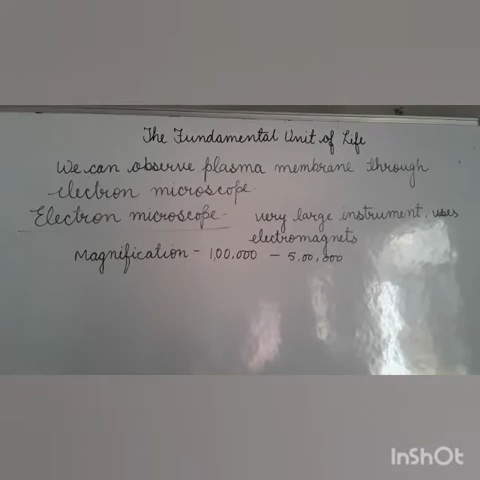 The Fundamental Unit of Life
We can observe plasma membrane through
electron microscope
Electron microscope - very large instrument, uses
electromagnets
Magnification - 1,00,000 - 5,00,000
InShOt